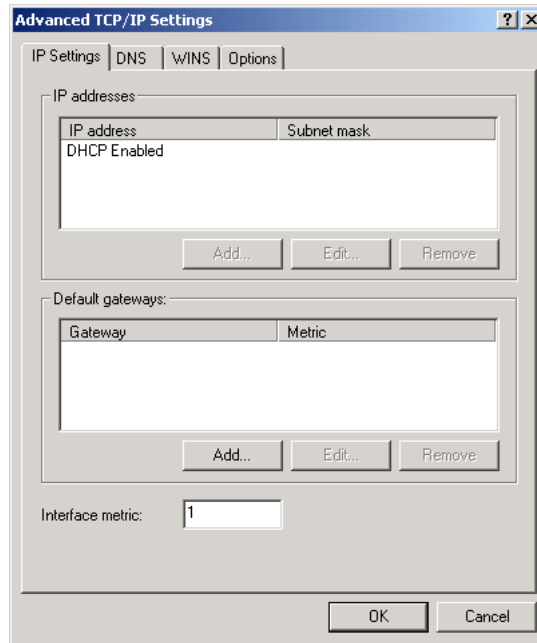 Advanced TCP/IP Settings
IP Settings DNS WINS Options
IP addresses
IP address Subnet mask
DHCP Enabled
Add... Edit... Remove
Default gateways:
Gateway Metric
Add... Edit... Remove
Interface metric: 1
OK Cancel